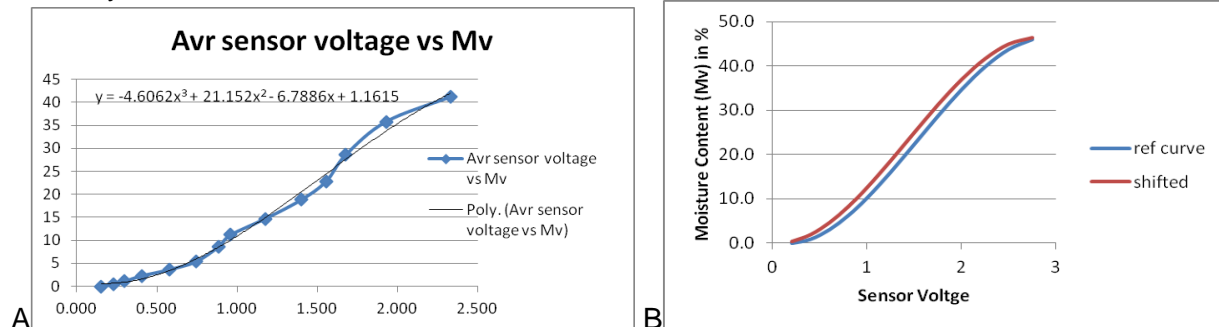 Avr sensor voltage vs Mv
45
y = -4.6062x³ + 21.152x² - 6.7886x + 1.1615
40
35
30
25
20
15
10
5
0
0.000 0.500 1.000 1.500 2.000 2.500
Avr sensor voltage
vs Mv
Poly. (Avr sensor
voltage vs Mv)
A
Moisture Content (Mv) in %
50.0
40.0
30.0
20.0
10.0
0.0
0 1 2 3
Sensor Voltge
ref curve
shifted
B